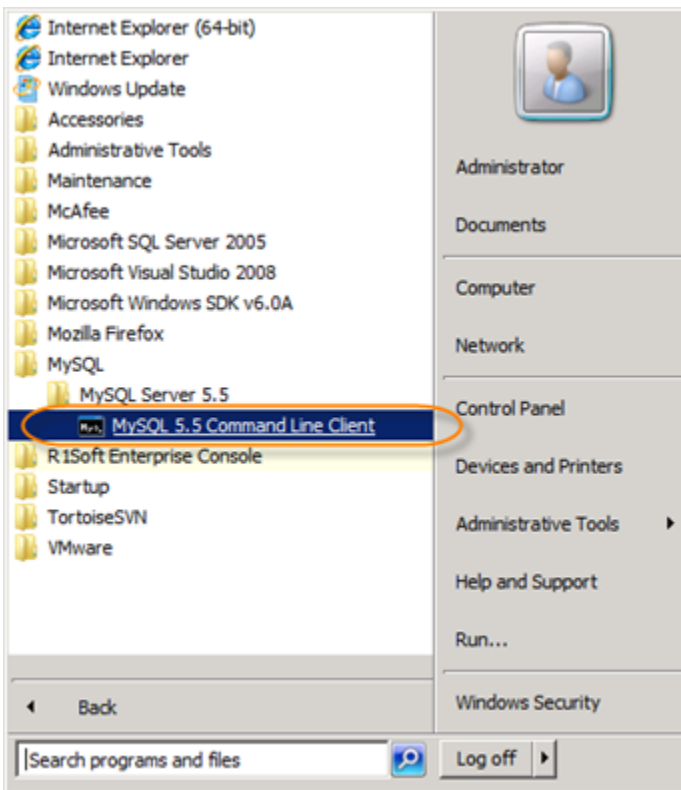 Internet Explorer (64-bit)
Internet Explorer
Windows Update
Accessories
Administrative Tools
Maintenance
McAfee
Microsoft SQL Server 2005
Microsoft Visual Studio 2008
Microsoft Windows SDK v6.0A
Mozilla Firefox
MySQL
MySQL Server 5.5
MySQL 5.5 Command Line Client
R1Soft Enterprise Console
Startup
TortoiseSVN
VMware
Back
Search programs and files
Administrator
Documents
Computer
Network
Control Panel
Devices and Printers
Administrative Tools
Help and Support
Run...
Windows Security
Log off